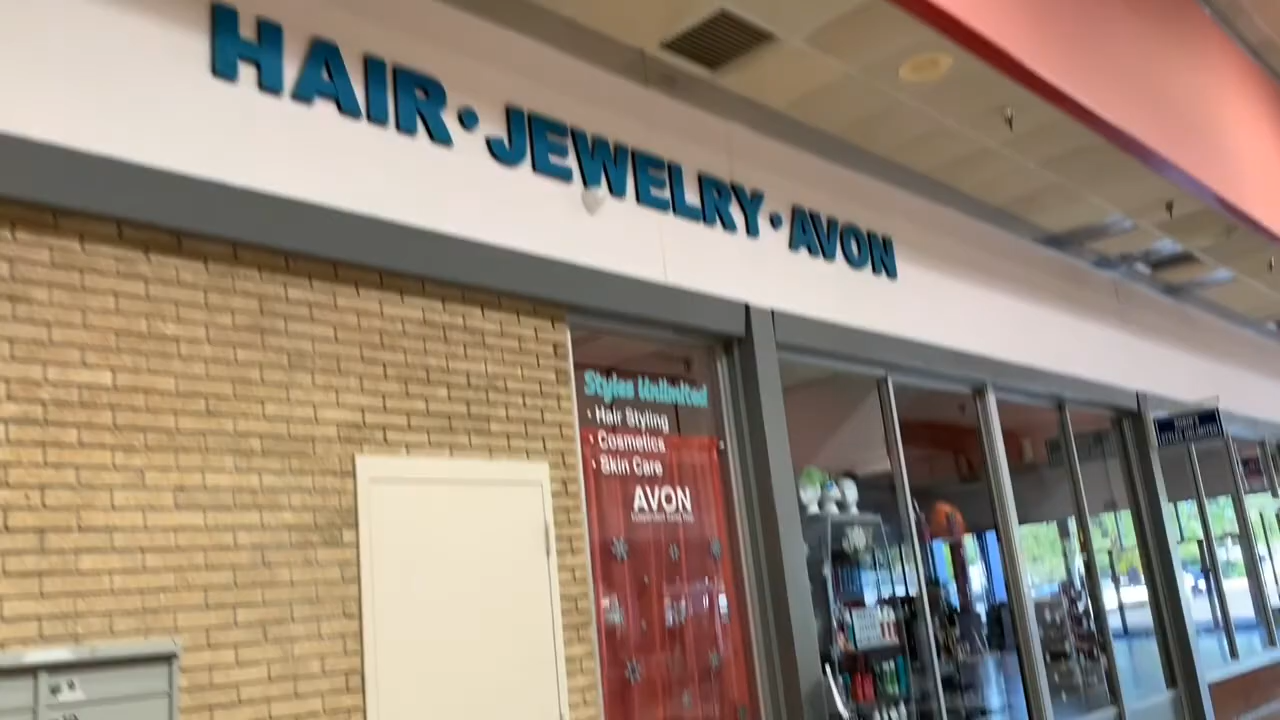 HAIR • JEWELRY • AVON
Styles Unlimited
• Hair Styling
• Cosmetics
• Skin Care
AVON